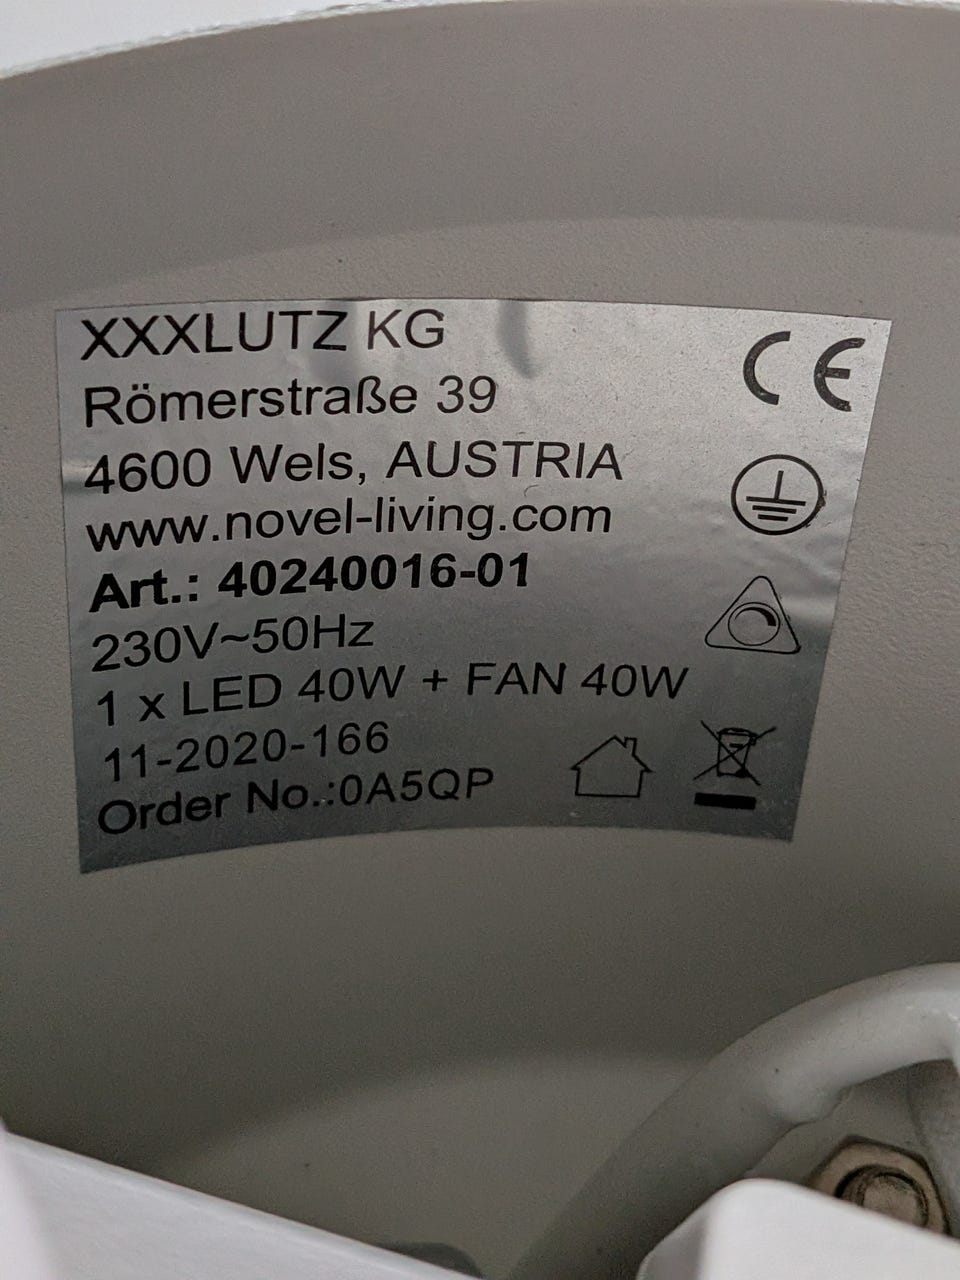 XXXLUTZ KG
Römerstraße 39
4600 Wels, AUSTRIA
www.novel-living.com
Art.: 40240016-01
230V~50Hz
1 x LED 40W + FAN 40W
11-2020-166
Order No.:0A5QP
CE